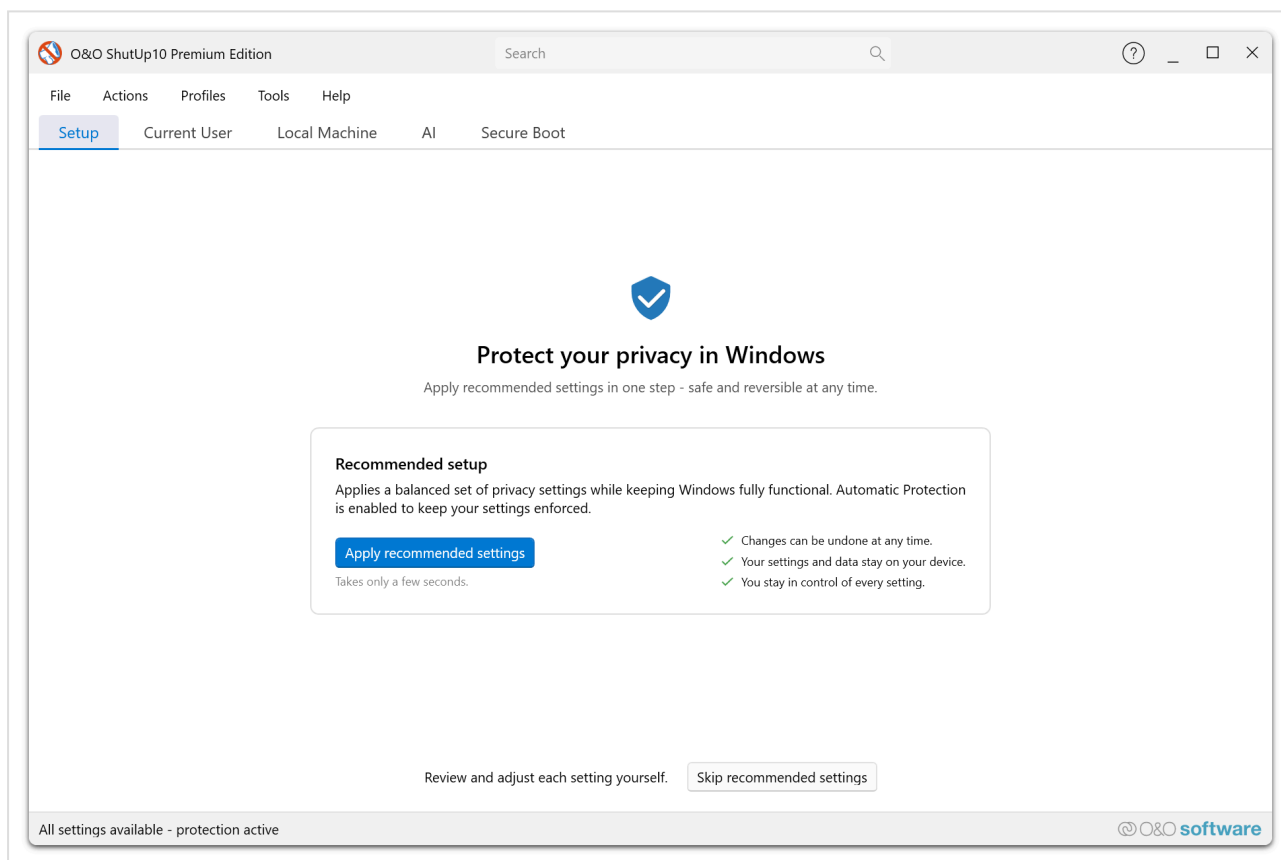 O&O ShutUp10 Premium Edition
Search
?
File Actions Profiles Tools Help
Setup Current User Local Machine AI Secure Boot
Protect your privacy in Windows
Apply recommended settings in one step - safe and reversible at any time.
Recommended setup
Applies a balanced set of privacy settings while keeping Windows fully functional. Automatic Protection
is enabled to keep your settings enforced.
Apply recommended settings
Takes only a few seconds.
Changes can be undone at any time.
Your settings and data stay on your device.
You stay in control of every setting.
Review and adjust each setting yourself. Skip recommended settings
All settings available - protection active
O&O software